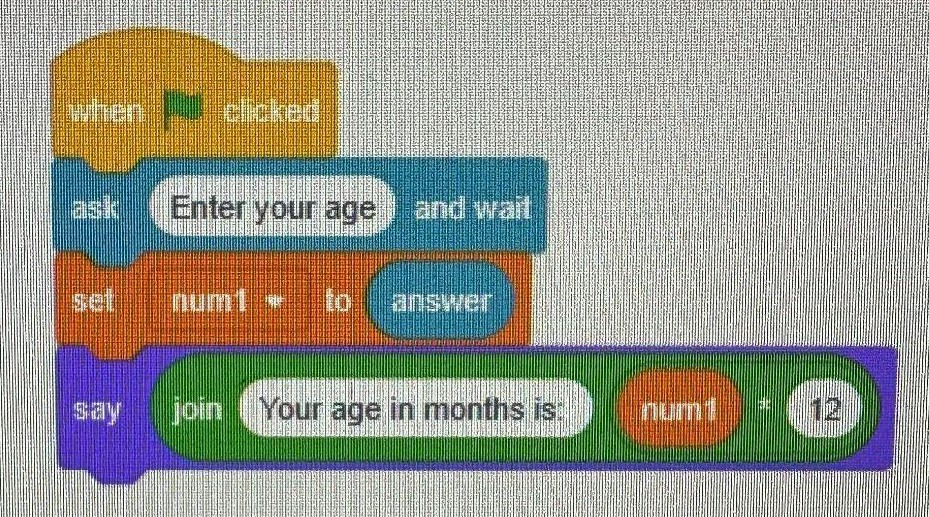 when clicked
ask Enter your age and wait
set num1 to answer
say join Your age in months is: num1 * 12